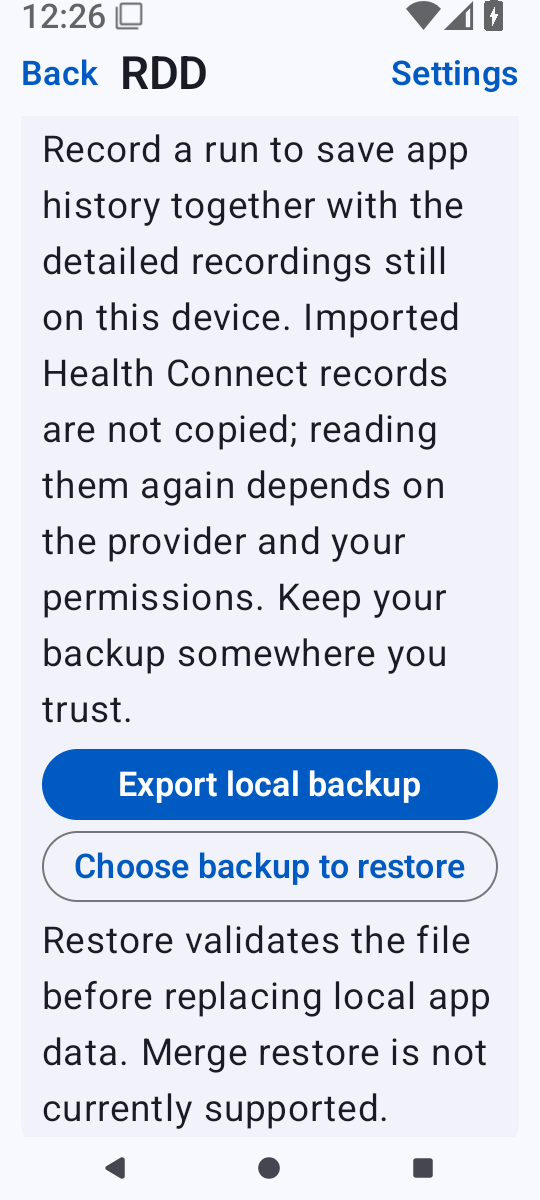 12:26
Back RDD Settings
Record a run to save app
history together with the
detailed recordings still
on this device. Imported
Health Connect records
are not copied; reading
them again depends on
the provider and your
permissions. Keep your
backup somewhere you
trust.
Export local backup
Choose backup to restore
Restore validates the file
before replacing local app
data. Merge restore is not
currently supported.